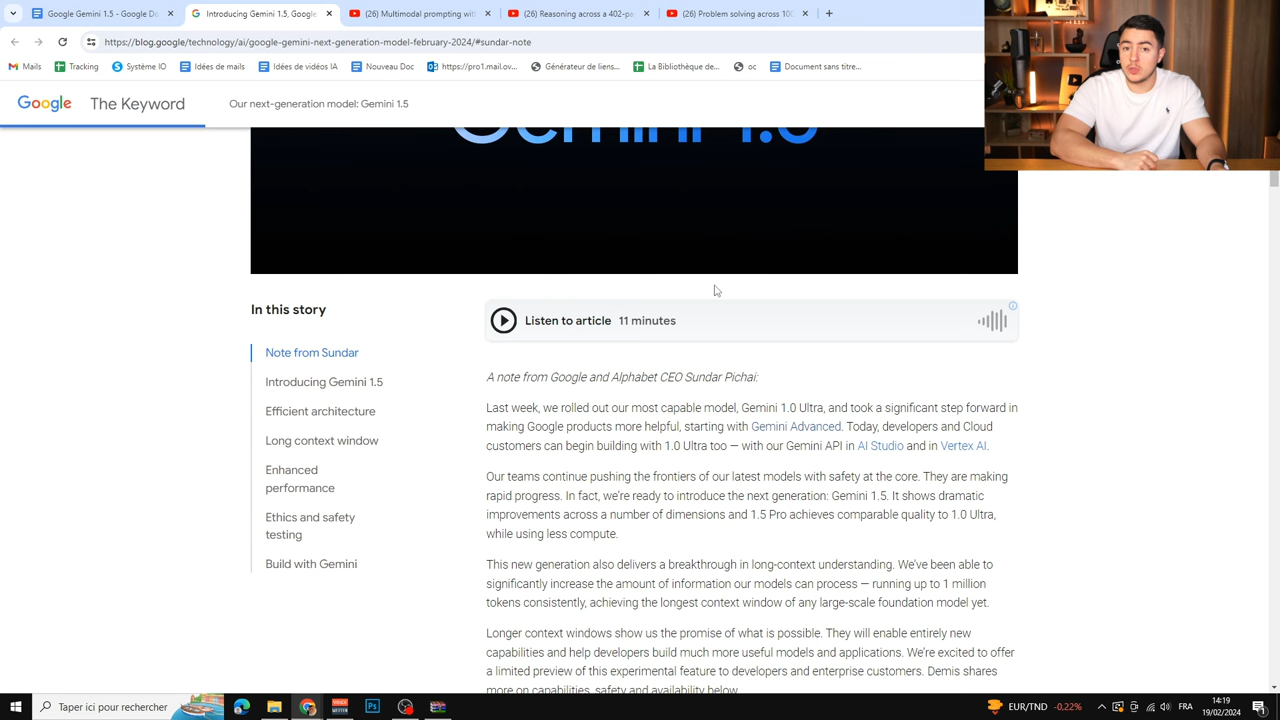 Google Gemini 1.5 - Google Do
Introducing Gemini 1.5, Google
Multimodal prompting with
(26) Reasoning across a 402-pa
(26) Problem solving across 1
https://blog.google/technology/ai/google-gemini-next-generation-model-february-2024/#sundar-note
Mails
Tracking
Système IO
Idées de mails
Idées de vidéos IA
Nouveau Doc
https://pro1.mail.ov...
Générateur de liens...
La Bibliothèque de...
oc
Document sans titre...
Google The Keyword
Our next-generation model: Gemini 1.5
Gemini 1.5
In this story
Note from Sundar
Introducing Gemini 1.5
Efficient architecture
Long context window
Enhanced
performance
Ethics and safety
testing
Build with Gemini
Listen to article 11 minutes
A note from Google and Alphabet CEO Sundar Pichai:
Last week, we rolled out our most capable model, Gemini 1.0 Ultra, and took a significant step forward in
making Google products more helpful, starting with Gemini Advanced. Today, developers and Cloud
customers can begin building with 1.0 Ultra too — with our Gemini API in AI Studio and in Vertex AI.
Our teams continue pushing the frontiers of our latest models with safety at the core. They are making
rapid progress. In fact, we're ready to introduce the next generation: Gemini 1.5. It shows dramatic
improvements across a number of dimensions and 1.5 Pro achieves comparable quality to 1.0 Ultra,
while using less compute.
This new generation also delivers a breakthrough in long-context understanding. We've been able to
significantly increase the amount of information our models can process — running up to 1 million
tokens consistently, achieving the longest context window of any large-scale foundation model yet.
Longer context windows show us the promise of what is possible. They will enable entirely new
capabilities and help developers build much more useful models and applications. We're excited to offer
a limited preview of this experimental feature to developers and enterprise customers. Demis shares
more on capabilities, safety and availability below.
Taper ici pour rechercher
EUR/TND -0,22%
FRA
14:19
19/02/2024